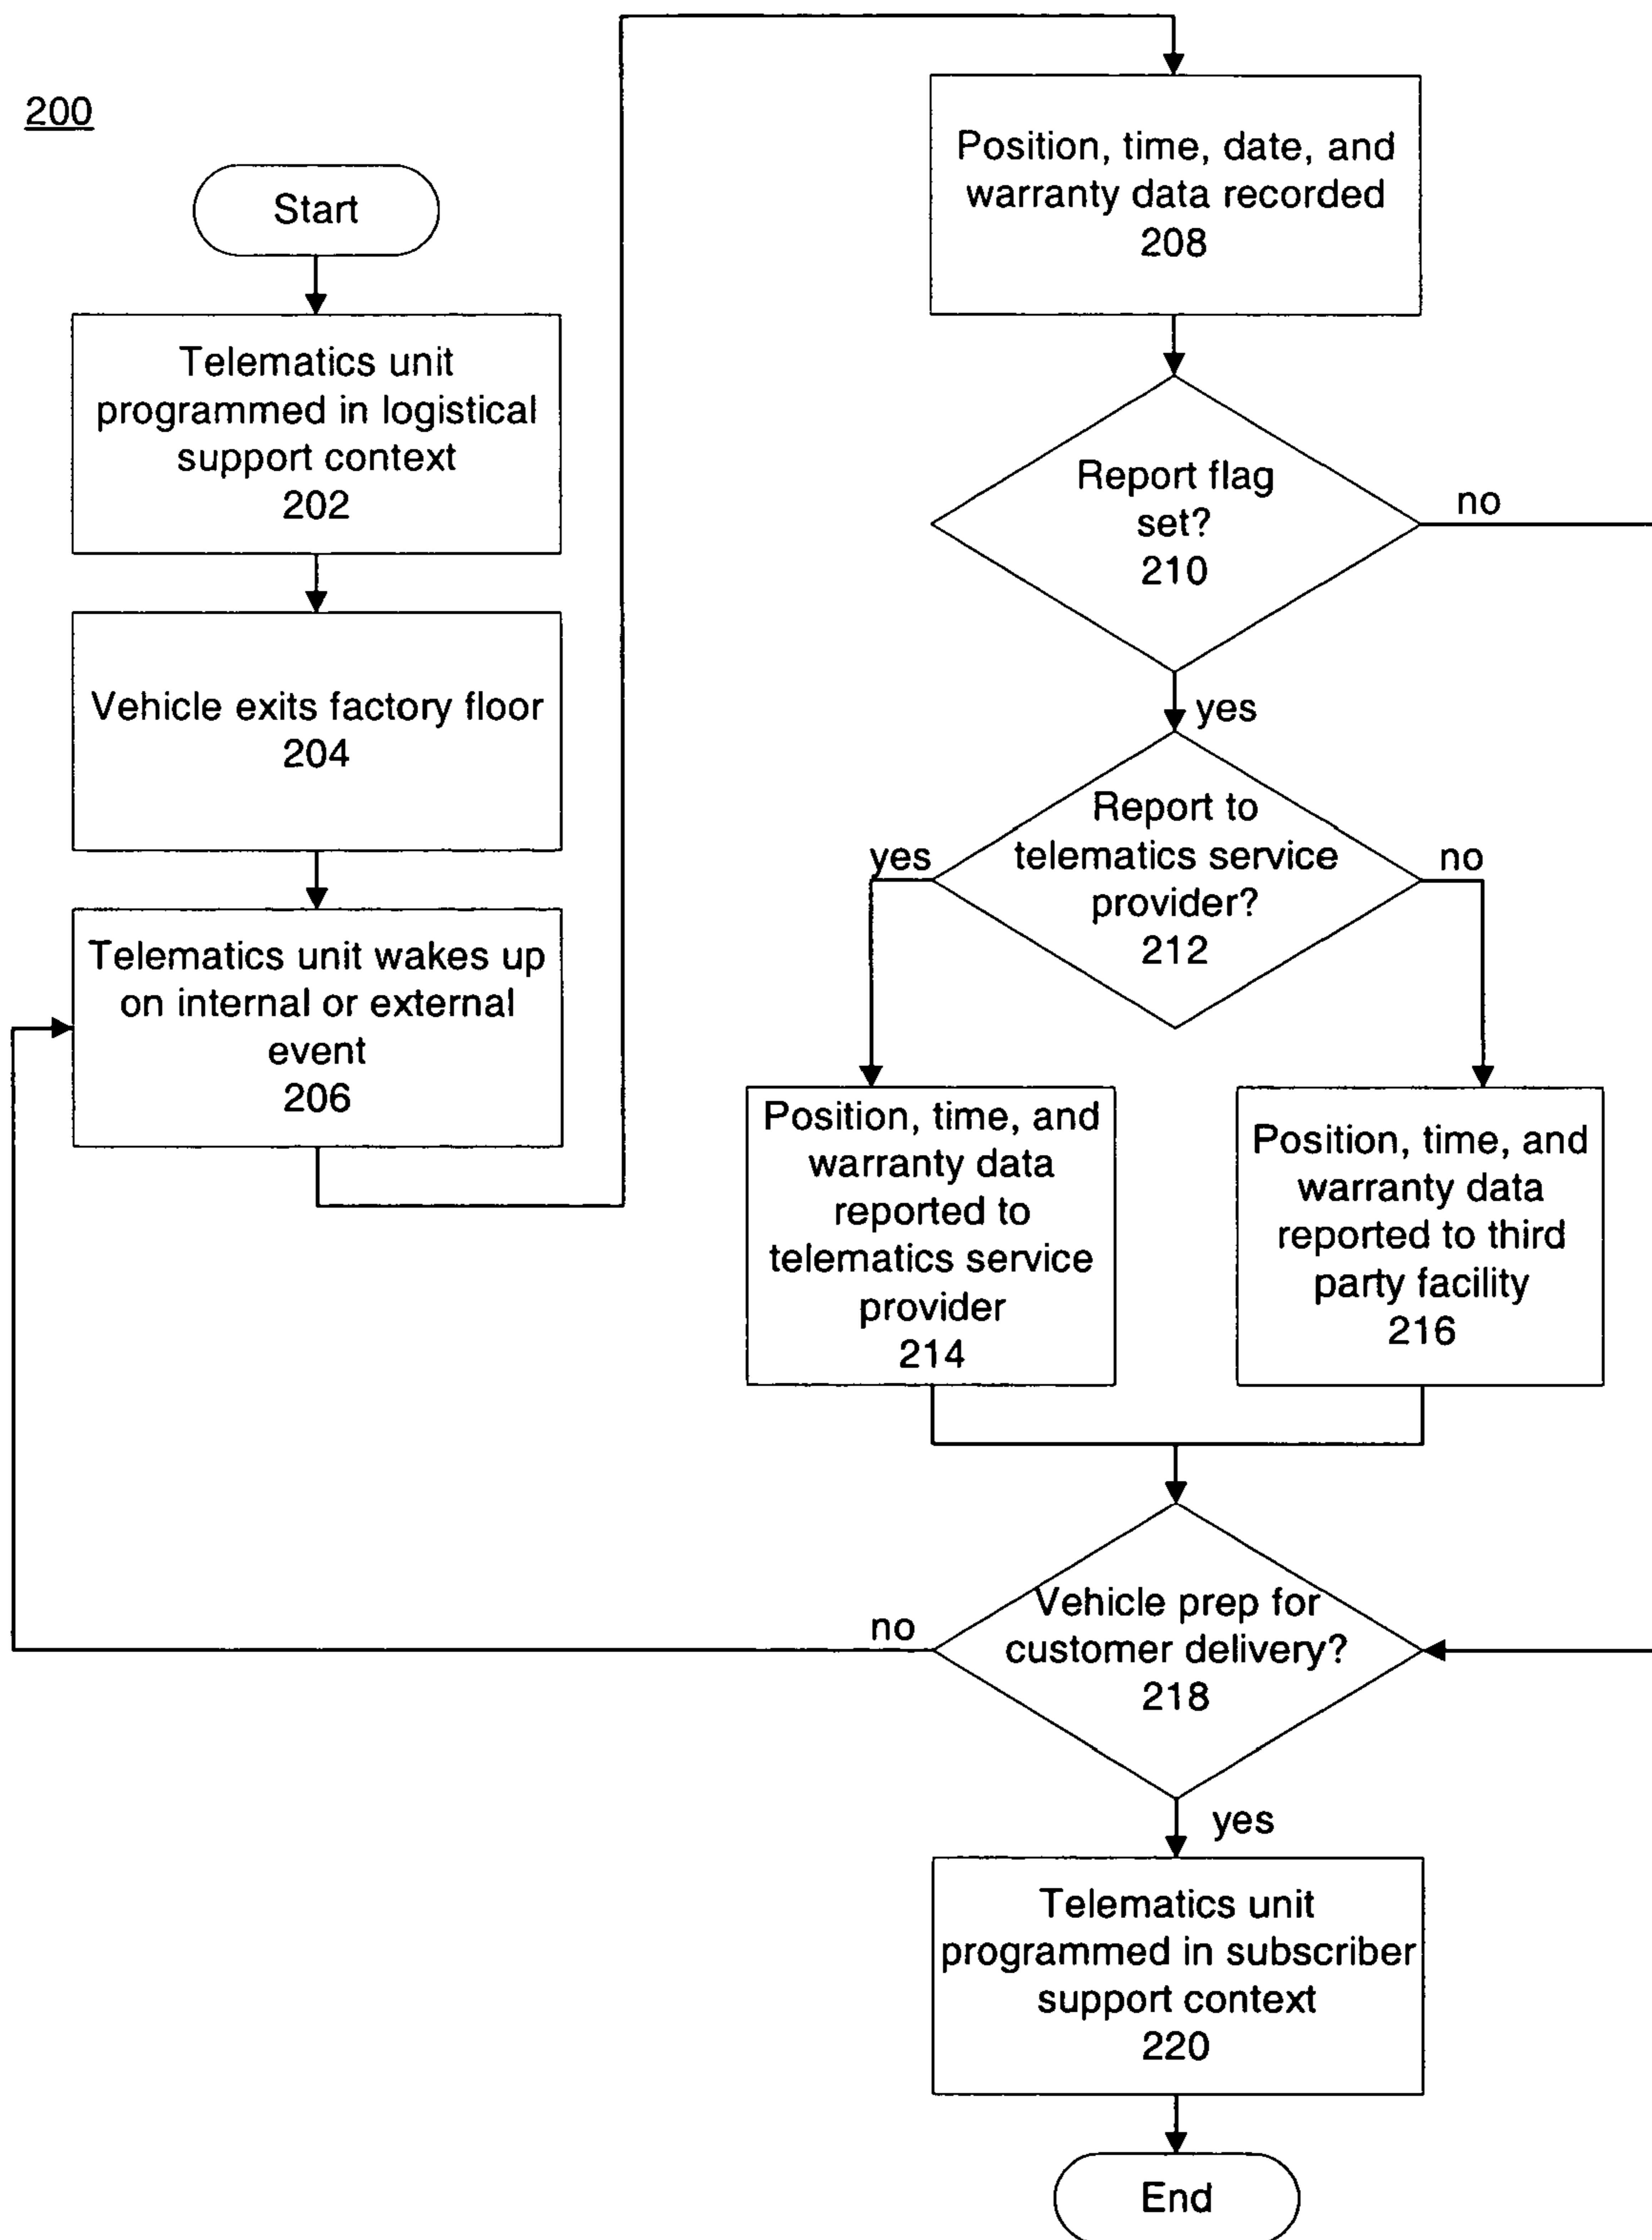 200
Start
Telematics unit
programmed in logistical
support context
202
Vehicle exits factory floor
204
Telematics unit wakes up
on internal or external
event
206
Position, time, date, and
warranty data recorded
208
Report flag
set?
210
no
yes
Report to
telematics service
provider?
212
yes
no
Position, time, and
warranty data
reported to
telematics service
provider
214
Position, time, and
warranty data
reported to third
party facility
216
Vehicle prep for
customer delivery?
218
no
yes
Telematics unit
programmed in subscriber
support context
220
End